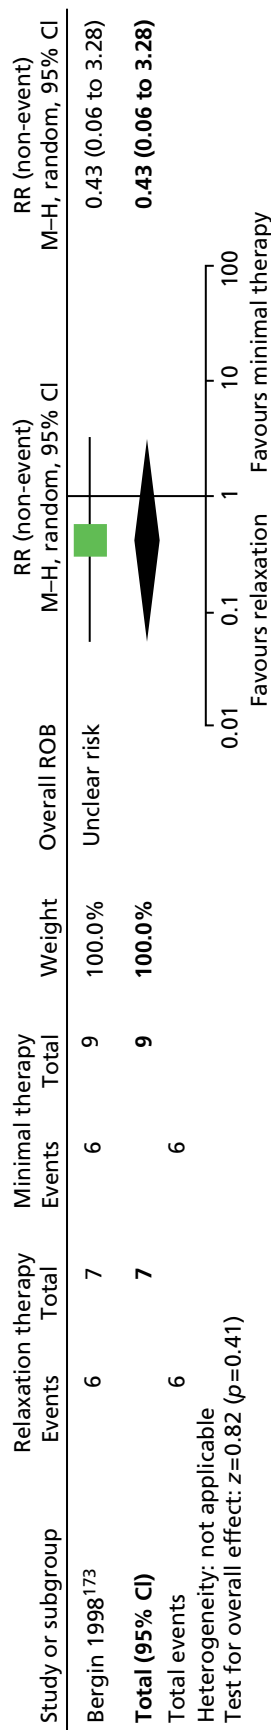 Relaxation therapy Minimal therapy RR (non-event) RR (non-event)
Study or subgroup Events Total Events Total Weight Overall ROB M–H, random, 95% CI M–H, random, 95% CI
Bergin 1998¹⁷³ 6 7 6 9 100.0% Unclear risk 0.43 (0.06 to 3.28)
Total (95% CI) 7 9 100.0% 0.43 (0.06 to 3.28)
Total events 6 6
Heterogeneity: not applicable
Test for overall effect: z=0.82 (p=0.41)
0.01 0.1 1 10 100
Favours relaxation Favours minimal therapy